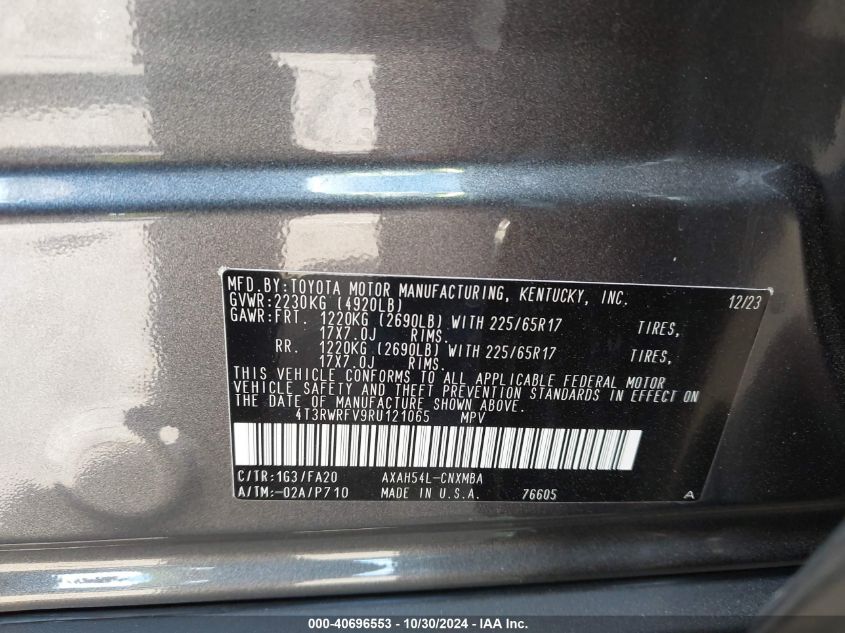 MFD.BY:TOYOTA MOTOR MANUFACTURING, KENTUCKY, INC. 12/23
GVWR:2230KG (4920LB)
GAWR:FRT. 1220KG (2690LB) WITH 225/65R17 TIRES,
17X7.0J RIMS.
RR. 1220KG (2690LB) WITH 225/65R17 TIRES,
17X7.0J RIMS.
THIS VEHICLE CONFORMS TO ALL APPLICABLE FEDERAL MOTOR
VEHICLE SAFETY AND THEFT PREVENTION STANDARDS IN EFFECT ON
THE DATE OF MANUFACTURE SHOWN ABOVE.
4T3RWRFV9RU121065 MPV
C/TR:1G3/FA20 AXAH54L-CNXMBA
A/TM:-02A/P710 MADE IN U.S.A. 76605 A
000-40696553 - 10/30/2024 - IAAI.com